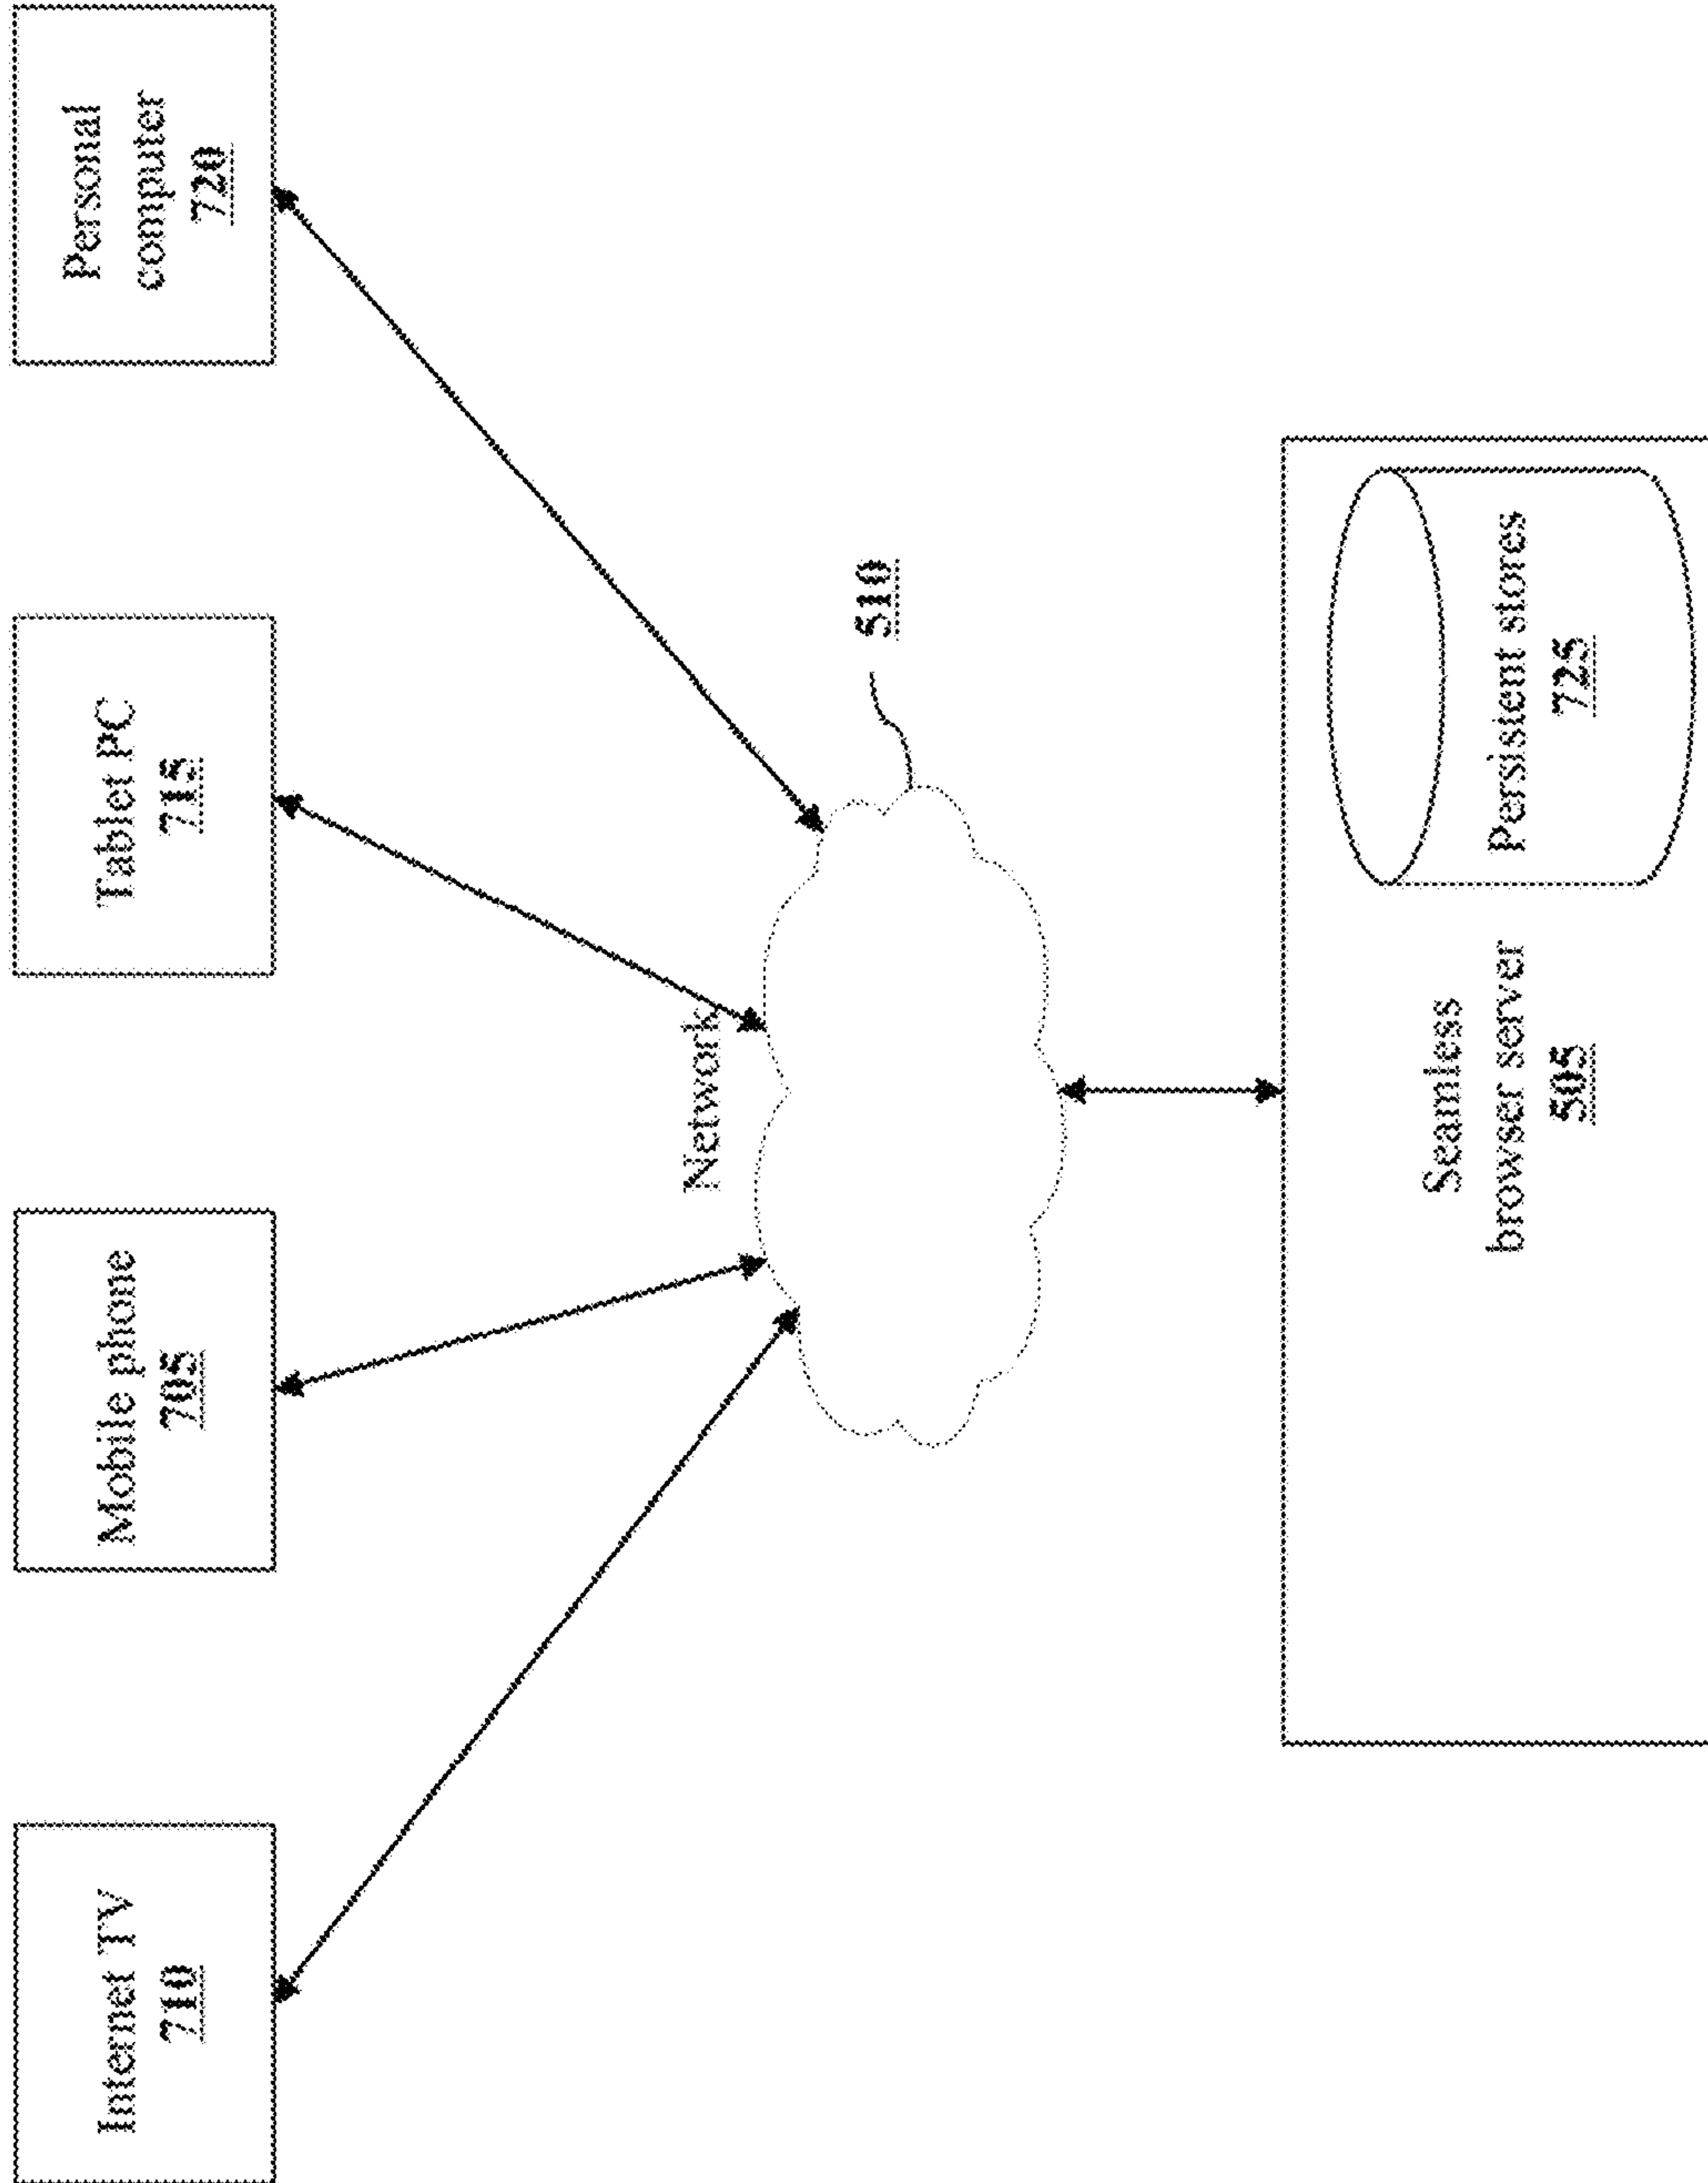 Internet TV
710
Mobile phone
705
Tablet PC
715
Personal
computer
720
Network
510
Seamless
browser server
505
Persistent stores
725